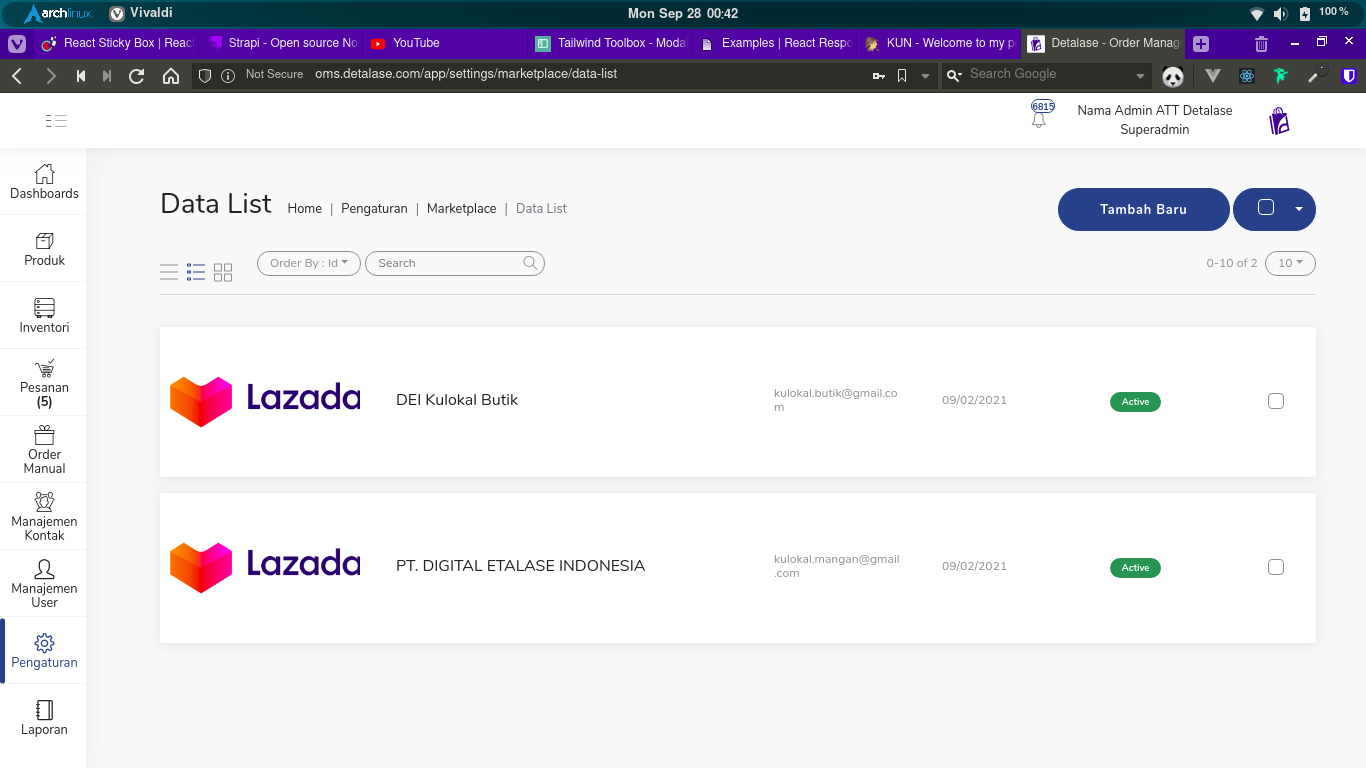 archlinux.
Vivaldi
Mon Sep 28 00:42
100 %
React Sticky Box | Reac
Strapi - Open source No
YouTube
Tailwind Toolbox - Moda
Examples | React Respo
KUN - Welcome to my p
Detalase - Order Manag
Not Secure
oms.detalase.com/app/settings/marketplace/data-list
Search Google
6815
Nama Admin ATT Detalase
Superadmin
Dashboards
Produk
Inventori
Pesanan
(5)
Order
Manual
Manajemen
Kontak
Manajemen
User
Pengaturan
Laporan
Data List
Home | Pengaturan | Marketplace | Data List
Tambah Baru
Order By : Id
Search
0-10 of 2
10
Lazada
DEI Kulokal Butik
kulokal.butik@gmail.co
m
09/02/2021
Active
Lazada
PT. DIGITAL ETALASE INDONESIA
kulokal.mangan@gmail
.com
09/02/2021
Active